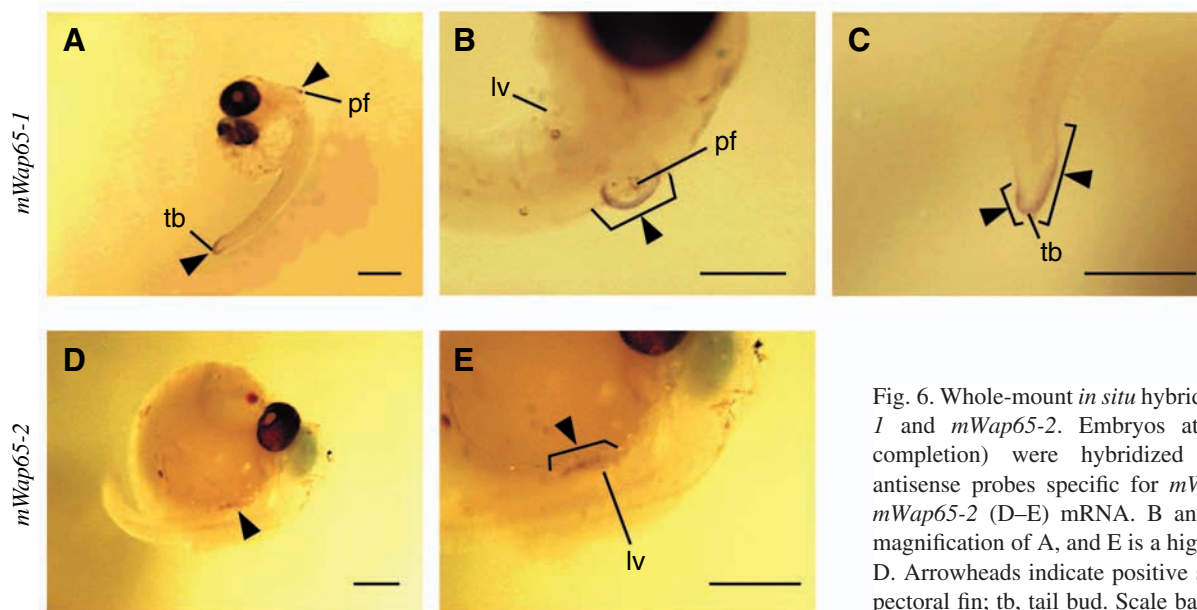 A
pf
tb
B
lv
pf
C
tb
mWap65-1
D
E
lv
mWap65-2
Fig. 6. Whole-mount in situ hybrid
1 and mWap65-2. Embryos at
completion) were hybridized
antisense probes specific for mW
mWap65-2 (D–E) mRNA. B an
magnification of A, and E is a hig
D. Arrowheads indicate positive s
pectoral fin; tb, tail bud. Scale ba